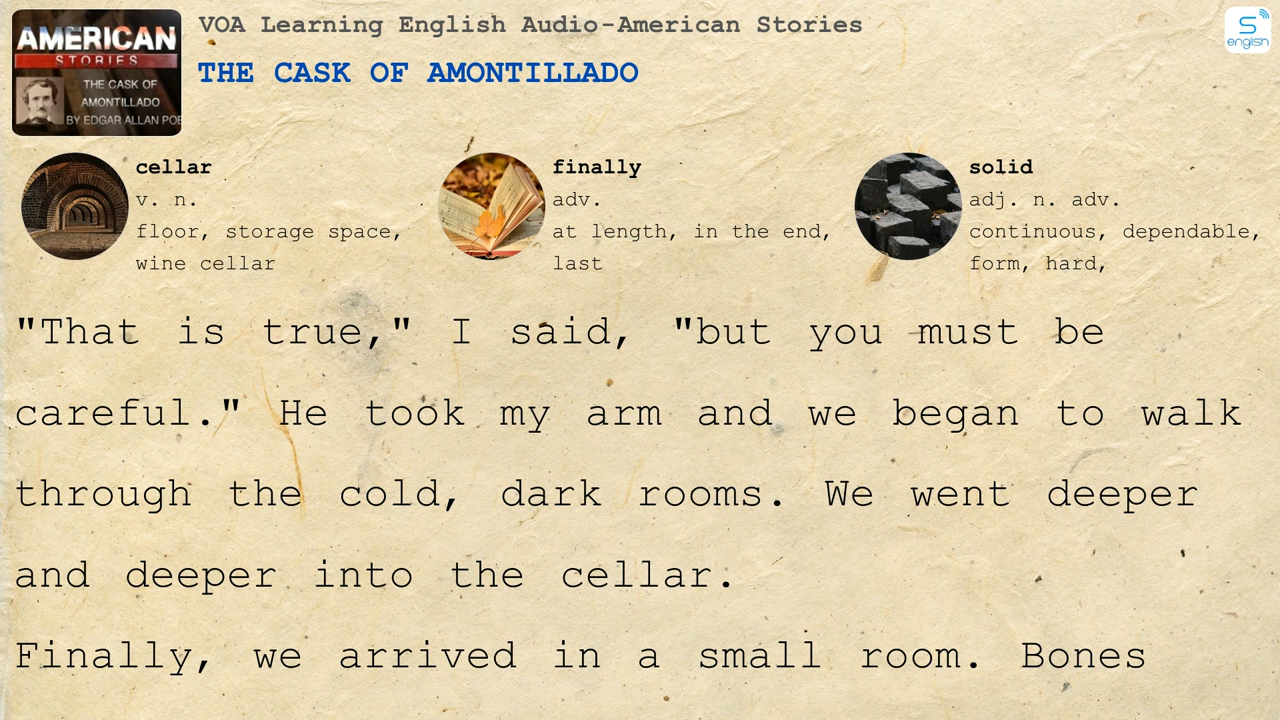 AMERICAN
STORIES
THE CASK OF
AMONTILLADO
BY EDGAR ALLAN POE
VOA Learning English Audio-American Stories
THE CASK OF AMONTILLADO
S
english
cellar
v. n.
floor, storage space,
wine cellar
finally
adv.
at length, in the end,
last
solid
adj. n. adv.
continuous, dependable,
form, hard,
"That is true," I said, "but you must be
careful." He took my arm and we began to walk
through the cold, dark rooms. We went deeper
and deeper into the cellar.
Finally, we arrived in a small room. Bones